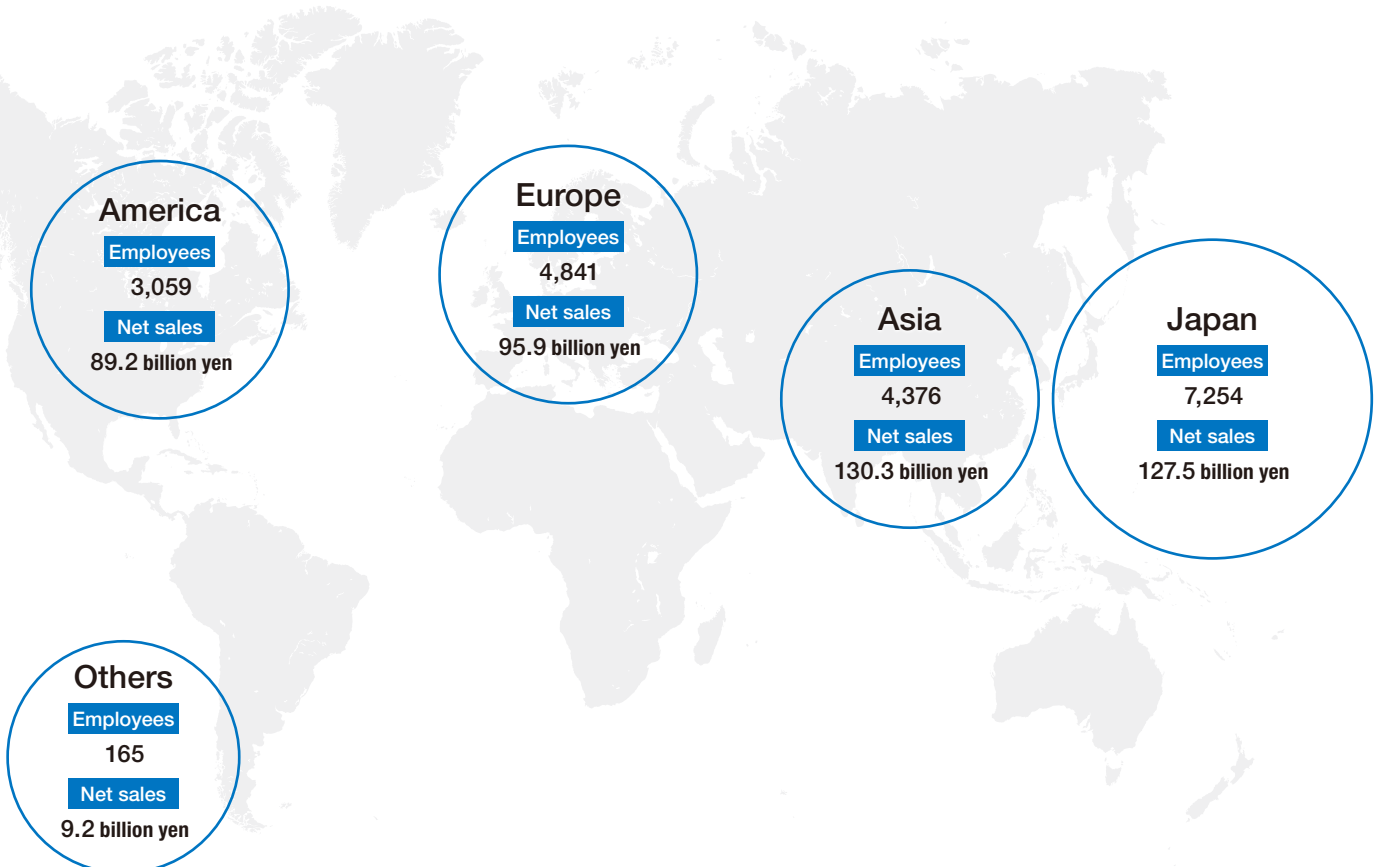 America
Employees
3,059
Net sales
89.2 billion yen
Europe
Employees
4,841
Net sales
95.9 billion yen
Asia
Employees
4,376
Net sales
130.3 billion yen
Japan
Employees
7,254
Net sales
127.5 billion yen
Others
Employees
165
Net sales
9.2 billion yen